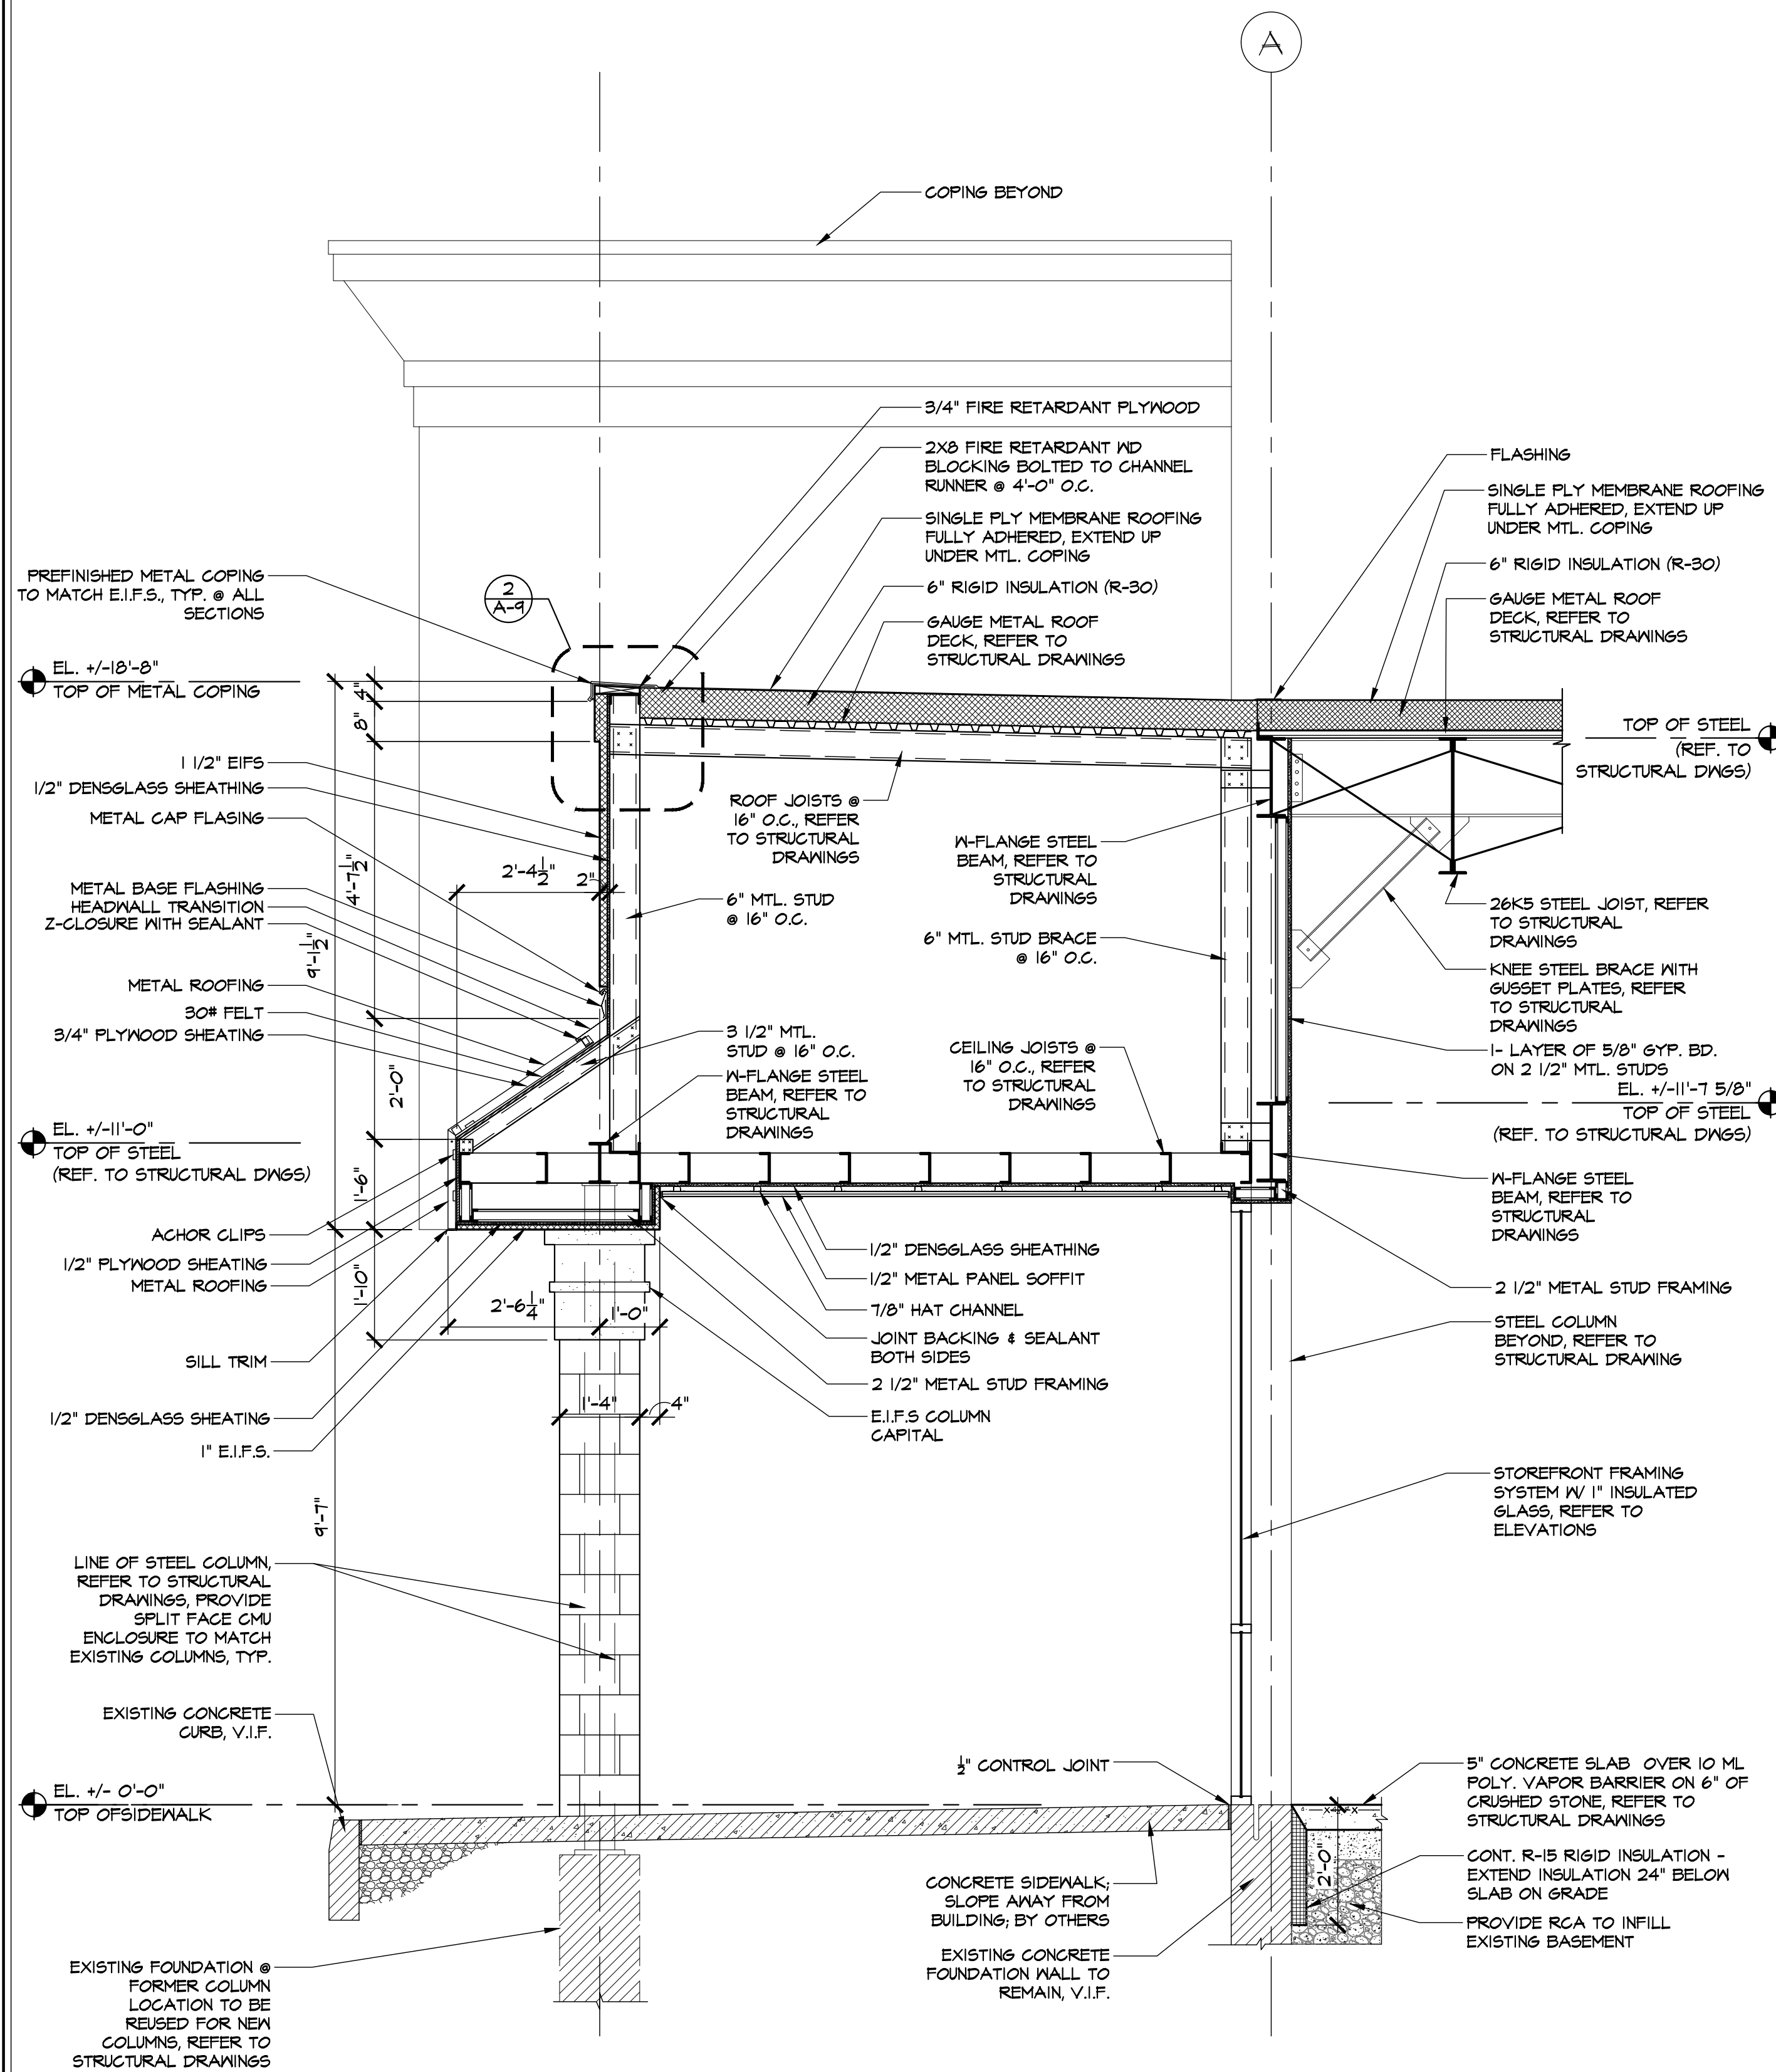 A
COPING BEYOND
3/4" FIRE RETARDANT PLYWOOD
2X8 FIRE RETARDANT WD
BLOCKING BOLTED TO CHANNEL
RUNNER @ 4'-0" O.C.
SINGLE PLY MEMBRANE ROOFING
FULLY ADHERED, EXTEND UP
UNDER MTL. COPING
6" RIGID INSULATION (R-30)
GAUGE METAL ROOF
DECK, REFER TO
STRUCTURAL DRAWINGS
FLASHING
SINGLE PLY MEMBRANE ROOFING
FULLY ADHERED, EXTEND UP
UNDER MTL. COPING
6" RIGID INSULATION (R-30)
GAUGE METAL ROOF
DECK, REFER TO
STRUCTURAL DRAWINGS
TOP OF STEEL
(REF. TO
STRUCTURAL DWGS)
PREFINISHED METAL COPING
TO MATCH E.I.F.S., TYP. @ ALL
SECTIONS
2
A-9
EL. +/-18'-8"
TOP OF METAL COPING
4"
8"
1 1/2" EIFS
1/2" DENSGLASS SHEATHING
METAL CAP FLASING
4'-7 1/2"
2'-4 1/2"
2"
METAL BASE FLASHING
HEADWALL TRANSITION
Z-CLOSURE WITH SEALANT
9'-1 1/2"
METAL ROOFING
30# FELT
3/4" PLYWOOD SHEATING
2'-0"
EL. +/-11'-0"
TOP OF STEEL
(REF. TO STRUCTURAL DWGS)
1'-6"
ACHOR CLIPS
1/2" PLYWOOD SHEATING
METAL ROOFING
1'-10"
SILL TRIM
1/2" DENSGLASS SHEATING
1" E.I.F.S.
9'-7"
ROOF JOISTS @
16" O.C., REFER
TO STRUCTURAL
DRAWINGS
6" MTL. STUD
@ 16" O.C.
W-FLANGE STEEL
BEAM, REFER TO
STRUCTURAL
DRAWINGS
6" MTL. STUD BRACE
@ 16" O.C.
3 1/2" MTL.
STUD @ 16" O.C.
W-FLANGE STEEL
BEAM, REFER TO
STRUCTURAL
DRAWINGS
CEILING JOISTS @
16" O.C., REFER
TO STRUCTURAL
DRAWINGS
26K5 STEEL JOIST, REFER
TO STRUCTURAL
DRAWINGS
KNEE STEEL BRACE WITH
GUSSET PLATES, REFER
TO STRUCTURAL
DRAWINGS
1- LAYER OF 5/8" GYP. BD.
ON 2 1/2" MTL. STUDS
EL. +/-11'-7 5/8"
TOP OF STEEL
(REF. TO STRUCTURAL DWGS)
W-FLANGE STEEL
BEAM, REFER TO
STRUCTURAL
DRAWINGS
2 1/2" METAL STUD FRAMING
STEEL COLUMN
BEYOND, REFER TO
STRUCTURAL DRAWING
1/2" DENSGLASS SHEATHING
1/2" METAL PANEL SOFFIT
7/8" HAT CHANNEL
JOINT BACKING & SEALANT
BOTH SIDES
2 1/2" METAL STUD FRAMING
E.I.F.S COLUMN
CAPITAL
2'-6 1/4"
1'-0"
1'-4"
4"
STOREFRONT FRAMING
SYSTEM W/ 1" INSULATED
GLASS, REFER TO
ELEVATIONS
LINE OF STEEL COLUMN,
REFER TO STRUCTURAL
DRAWINGS, PROVIDE
SPLIT FACE CMU
ENCLOSURE TO MATCH
EXISTING COLUMNS, TYP.
EXISTING CONCRETE
CURB, V.I.F.
EL. +/- 0'-0"
TOP OFSIDEWALK
1/2" CONTROL JOINT
5" CONCRETE SLAB OVER 10 ML
POLY. VAPOR BARRIER ON 6" OF
CRUSHED STONE, REFER TO
STRUCTURAL DRAWINGS
2'-0"
CONT. R-15 RIGID INSULATION -
EXTEND INSULATION 24" BELOW
SLAB ON GRADE
PROVIDE RCA TO INFILL
EXISTING BASEMENT
CONCRETE SIDEWALK;
SLOPE AWAY FROM
BUILDING; BY OTHERS
EXISTING CONCRETE
FOUNDATION WALL TO
REMAIN, V.I.F.
EXISTING FOUNDATION @
FORMER COLUMN
LOCATION TO BE
REUSED FOR NEW
COLUMNS, REFER TO
STRUCTURAL DRAWINGS